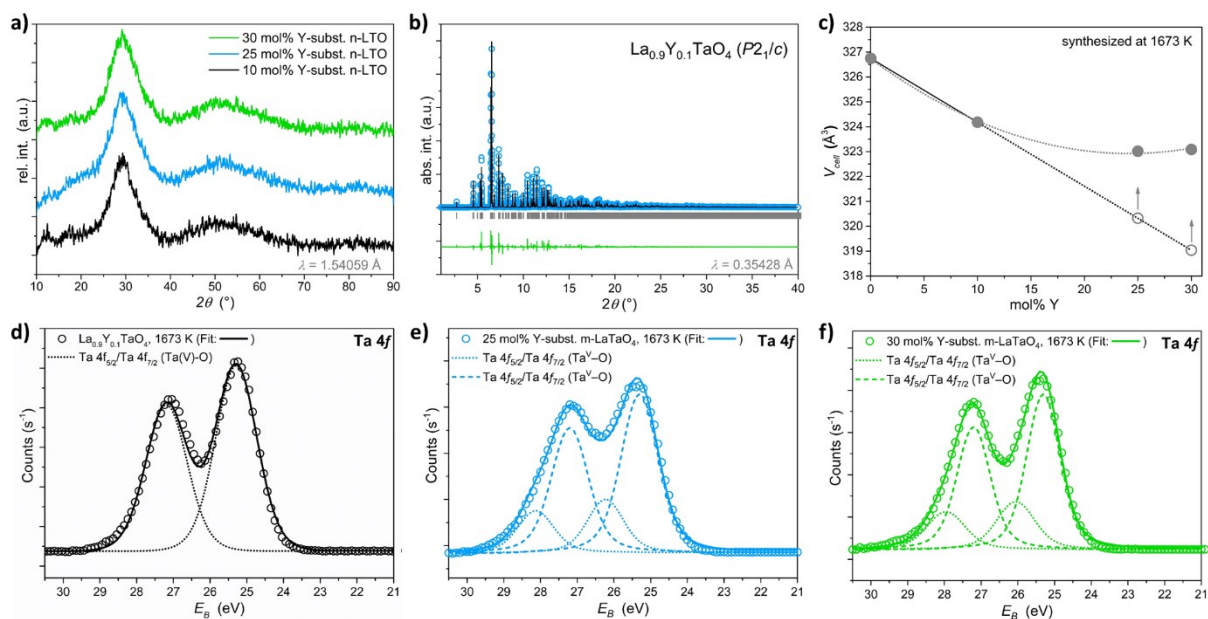 a)
30 mol% Y-subst. n-LTO
25 mol% Y-subst. n-LTO
10 mol% Y-subst. n-LTO
rel. int. (a.u.)
λ = 1.54059 Å
10 20 30 40 50 60 70 80 90
2θ (°)
b)
La₀.₉Y₀.₁TaO₄ (P2₁/c)
abs. int. (a.u.)
λ = 0.35428 Å
5 10 15 20 25 30 35 40
2θ (°)
c)
synthesized at 1673 K
V_cell (Å³)
328
327
326
325
324
323
322
321
320
319
318
0 5 10 15 20 25 30
mol% Y
d)
La₀.₉Y₀.₁TaO₄, 1673 K (Fit: )
Ta 4f
Ta 4f₅/₂/Ta 4f₇/₂ (Ta(V)-O)
Counts (s⁻¹)
30 29 28 27 26 25 24 23 22 21
E_B (eV)
e)
25 mol% Y-subst. m-LaTaO₄, 1673 K (Fit: )
Ta 4f
Ta 4f₅/₂/Ta 4f₇/₂ (Taⱽ–O)
Ta 4f₅/₂/Ta 4f₇/₂ (Taⱽ–O)
Counts (s⁻¹)
30 29 28 27 26 25 24 23 22 21
E_B (eV)
f)
30 mol% Y-subst. m-LaTaO₄, 1673 K (Fit: )
Ta 4f
Ta 4f₅/₂/Ta 4f₇/₂ (Taⱽ–O)
Ta 4f₅/₂/Ta 4f₇/₂ (Taⱽ–O)
Counts (s⁻¹)
30 29 28 27 26 25 24 23 22 21
E_B (eV)